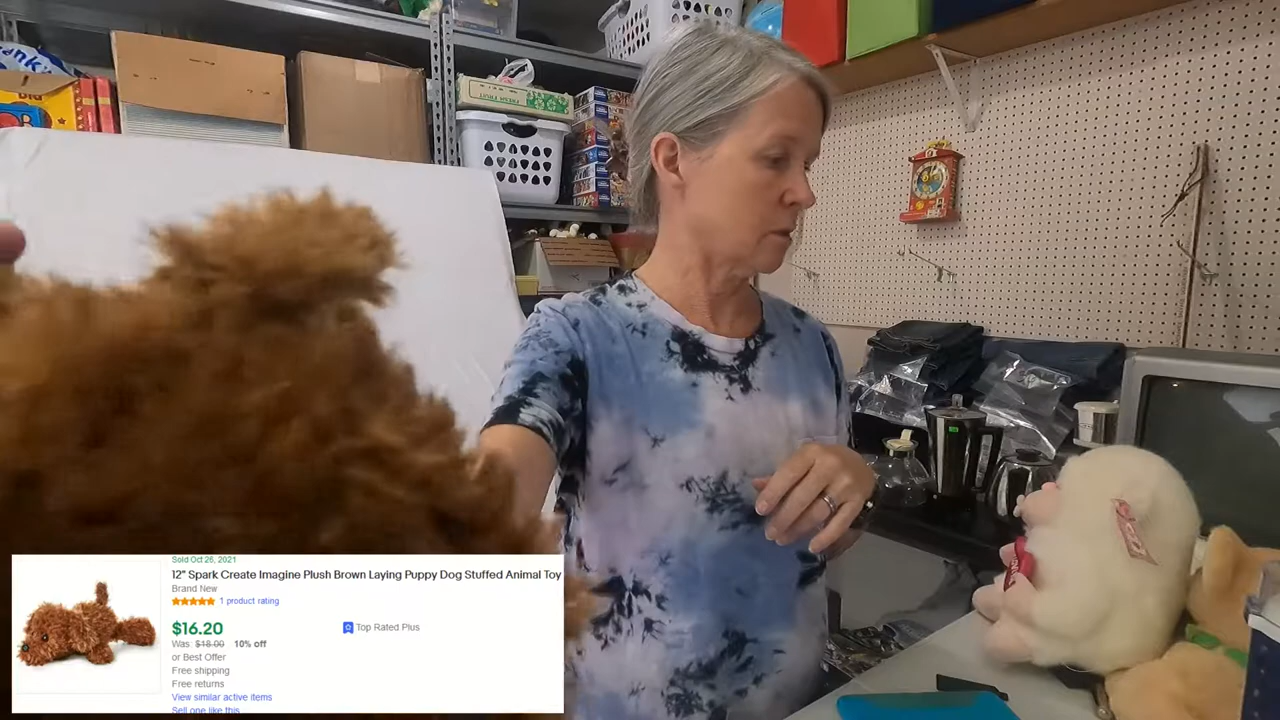 Sold Oct 26, 2021
12" Spark Create Imagine Plush Brown Laying Puppy Dog Stuffed Animal Toy
Brand New
1 product rating
$16.20
Top Rated Plus
Was: $18.00 10% off
or Best Offer
Free shipping
Free returns
View similar active items
Sell one like this